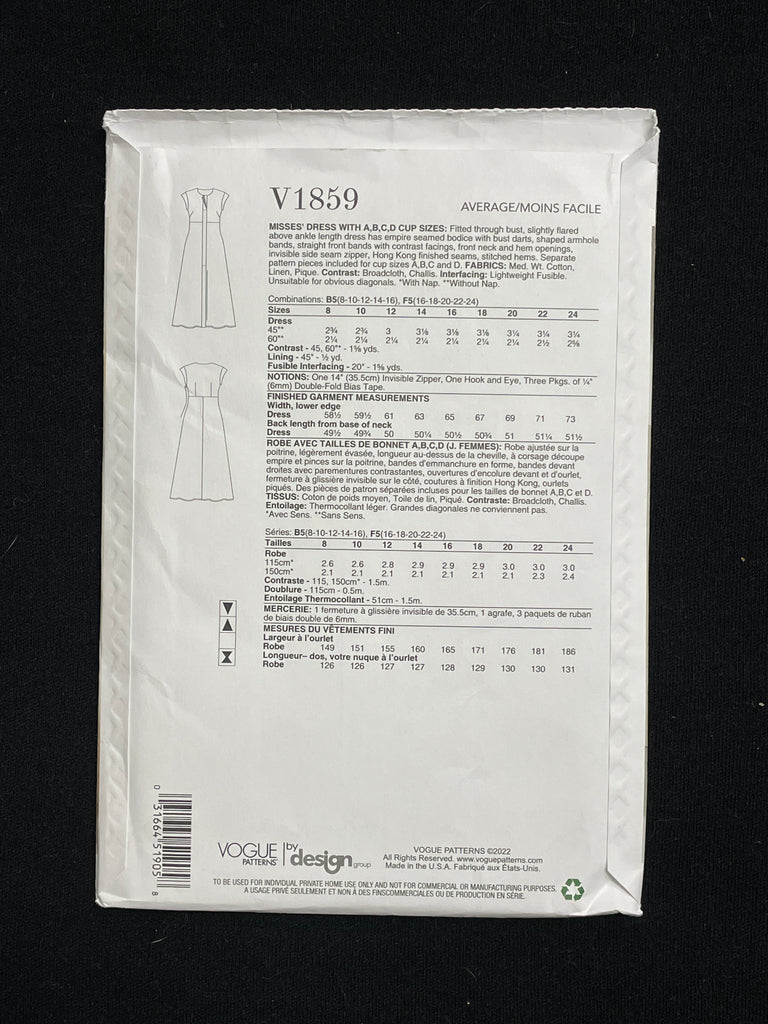 V1859
AVERAGE/MOINS FACILE
MISSES' DRESS WITH A,B,C,D CUP SIZES: Fitted through bust, slightly flared
above ankle length dress has empire seamed bodice with bust darts, shaped armhole
bands, straight front bands with contrast facings, front neck and hem openings,
invisible side seam zipper, Hong Kong finished seams, stitched hems. Separate
pattern pieces included for cup sizes A,B,C and D. FABRICS: Med. Wt. Cotton,
Linen, Pique. Contrast: Broadcloth, Challis. Interfacing: Lightweight Fusible.
Unsuitable for obvious diagonals. *With Nap. **Without Nap.
Combinations: B5(8-10-12-14-16), F5(16-18-20-22-24)
Sizes 8 10 12 14 16 18 20 22 24
Dress
45"* 2¾ 2¾ 3 3⅛ 3⅛ 3⅛ 3¼ 3¼ 3¼
60"* 2¼ 2¼ 2¼ 2¼ 2¼ 2¼ 2¼ 2½ 2⅝
Contrast - 45, 60"* - 1⅝ yds.
Lining - 45" - ½ yd.
Fusible Interfacing - 20" - 1⅝ yds.
NOTIONS: One 14" (35.5cm) Invisible Zipper, One Hook and Eye, Three Pkgs. of ¼"
(6mm) Double-Fold Bias Tape.
FINISHED GARMENT MEASUREMENTS
Width, lower edge
Dress 58½ 59½ 61 63 65 67 69 71 73
Back length from base of neck
Dress 49½ 49¾ 50 50¼ 50½ 50¾ 51 51¼ 51½
ROBE AVEC TAILLES DE BONNET A,B,C,D (J. FEMMES): Robe ajustée sur la
poitrine, légèrement évasée, longueur au-dessus de la cheville, à corsage découpe
empire et pinces sur la poitrine, bandes d'emmanchure en forme, bandes devant
droites avec parementures contrastantes, ouvertures d'encolure devant et d'ourlet,
fermeture à glissière invisible sur le côté, coutures à finition Hong Kong, ourlets
piqués. Des pièces de patron séparées incluses pour les tailles de bonnet A,B,C et D.
TISSUS: Coton de poids moyen, Toile de lin, Piqué. Contraste: Broadcloth, Challis.
Entoilage: Thermocollant léger. Grandes diagonales ne conviennent pas.
*Avec Sens. **Sans Sens.
Séries: B5(8-10-12-14-16), F5(16-18-20-22-24)
Tailles 8 10 12 14 16 18 20 22 24
Robe
115cm* 2.6 2.6 2.8 2.9 2.9 2.9 3.0 3.0 3.0
150cm* 2.1 2.1 2.1 2.1 2.1 2.1 2.1 2.3 2.4
Contraste - 115, 150cm* - 1.5m.
Doublure - 115cm - 0.5m.
Entoilage Thermocollant - 51cm - 1.5m.
MERCERIE: 1 fermeture à glissière invisible de 35.5cm, 1 agrafe, 3 paquets de ruban
de biais double de 6mm.
MESURES DU VÊTEMENTS FINI
Largeur à l'ourlet
Robe 149 151 155 160 165 171 176 181 186
Longueur– dos, votre nuque à l'ourlet
Robe 126 126 127 127 128 129 130 130 131
0 31664 51905 8
VOGUE PATTERNS | by design group
VOGUE PATTERNS ©2022
All Rights Reserved. www.voguepatterns.com
Made in the U.S.A. Fabriqué aux États-Unis.
TO BE USED FOR INDIVIDUAL PRIVATE HOME USE ONLY AND NOT FOR COMMERCIAL OR MANUFACTURING PURPOSES.
A USAGE PRIVÉ SEULEMENT ET NON À DES FINSCOMMERCIALES OU DE PRODUCTION EN SÉRIE.